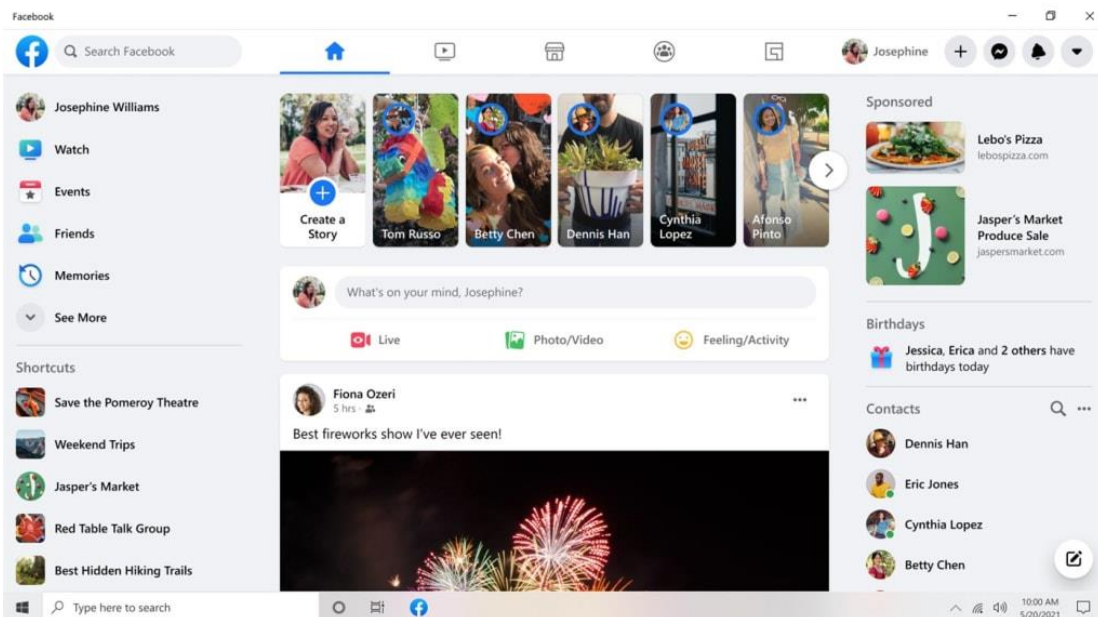 Facebook
Search Facebook
Josephine
Josephine Williams
Watch
Events
Friends
Memories
See More
Shortcuts
Save the Pomeroy Theatre
Weekend Trips
Jasper's Market
Red Table Talk Group
Best Hidden Hiking Trails
Create a
Story
Tom Russo
Betty Chen
Dennis Han
Cynthia
Lopez
Afonso
Pinto
What's on your mind, Josephine?
Live
Photo/Video
Feeling/Activity
Fiona Ozeri
5 hrs ·
Best fireworks show I've ever seen!
Sponsored
Lebo's Pizza
lebospizza.com
Jasper's Market
Produce Sale
jaspersmarket.com
Birthdays
Jessica, Erica and 2 others have
birthdays today
Contacts
Dennis Han
Eric Jones
Cynthia Lopez
Betty Chen
Type here to search
10:00 AM
5/20/2021